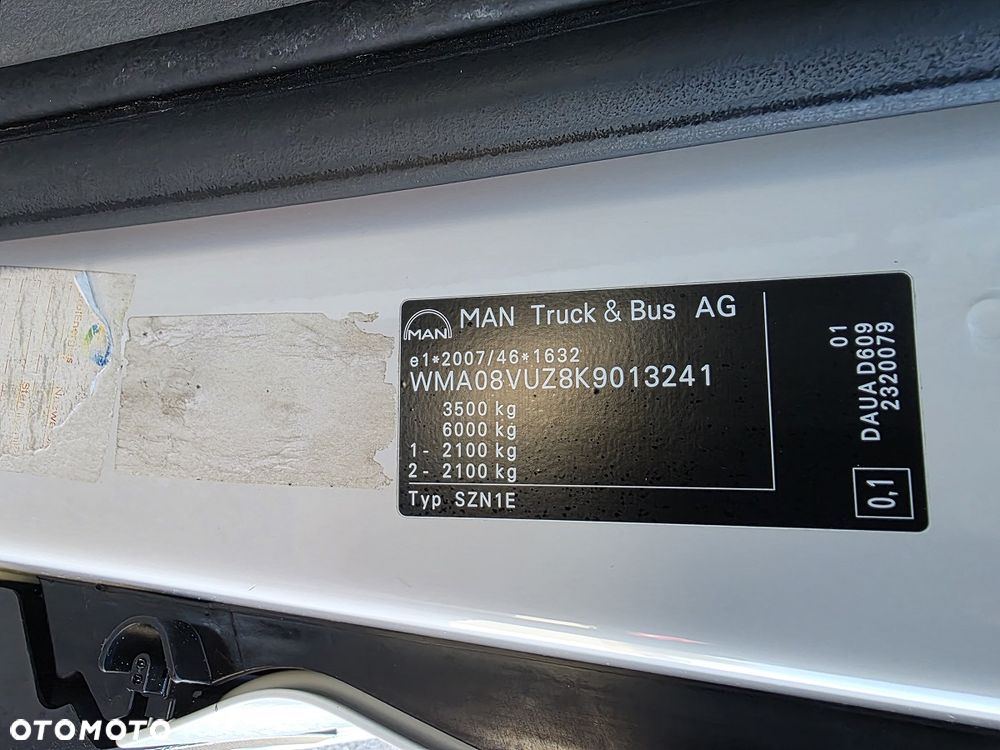 MAN
MAN Truck & Bus AG
e1*2007/46*1632
WMA08VUZ8K9013241
3500 kg
6000 kg
1- 2100 kg
2- 2100 kg
Typ SZN1E
01
DAUA D609
2320079
0,1
OTOMOTO